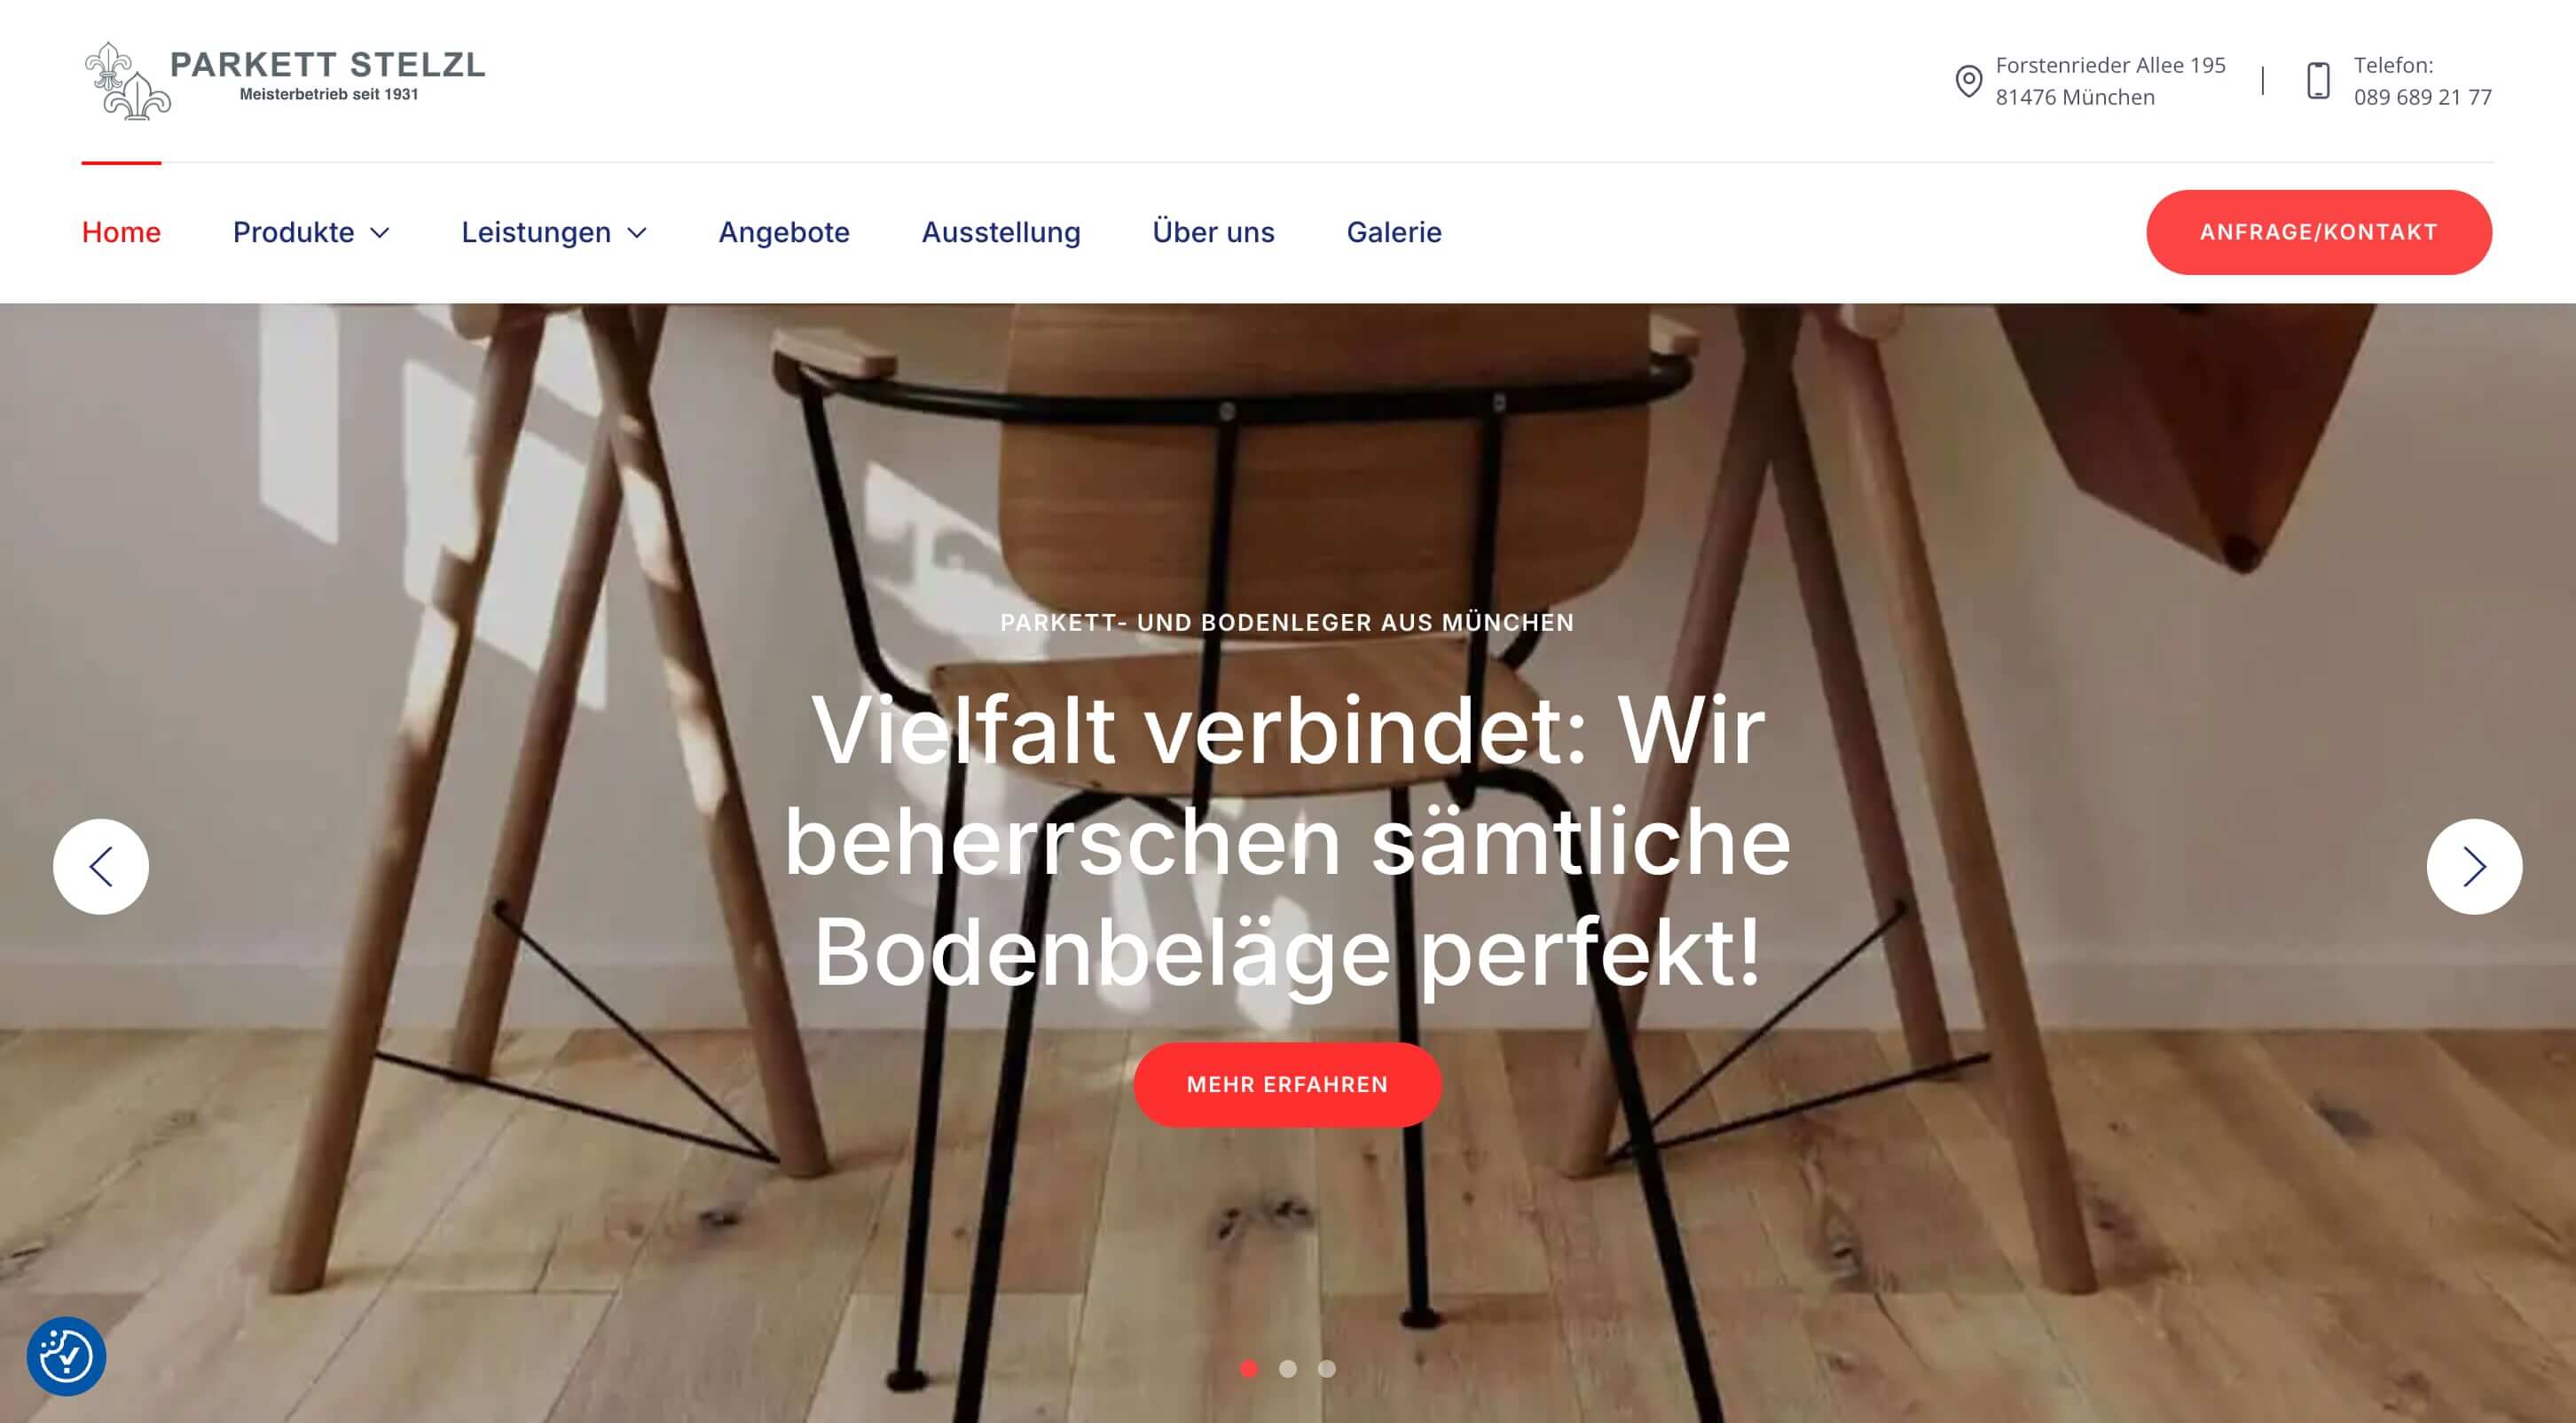 PARKETT STELZL
Meisterbetrieb seit 1931
Forstenrieder Allee 195
81476 München
Telefon:
089 689 21 77
Home
Produkte
Leistungen
Angebote
Ausstellung
Über uns
Galerie
ANFRAGE/KONTAKT
PARKETT- UND BODENLEGER AUS MÜNCHEN
Vielfalt verbindet: Wir
beherrschen sämtliche
Bodenbeläge perfekt!
MEHR ERFAHREN